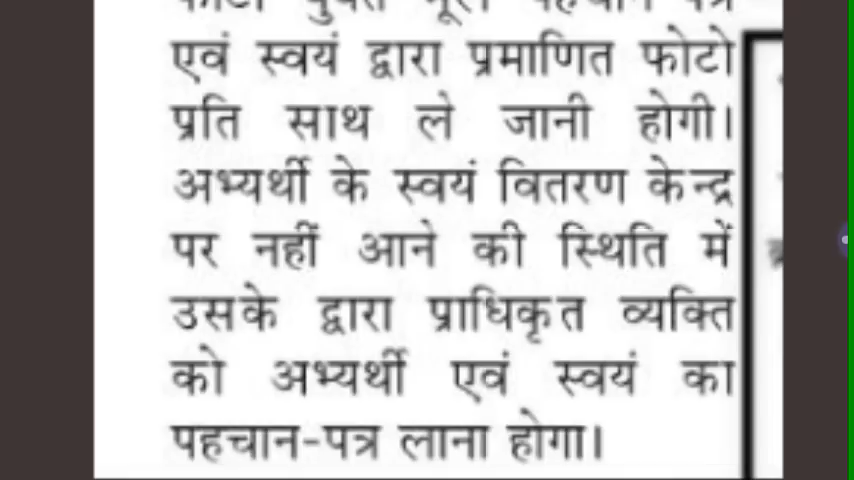 एवं स्वयं द्वारा प्रमाणित फोटो
प्रति साथ ले जानी होगी।
अभ्यर्थी के स्वयं वितरण केन्द्र
पर नहीं आने की स्थिति में
उसके द्वारा प्राधिकृत व्यक्ति
को अभ्यर्थी एवं स्वयं का
पहचान-पत्र लाना होगा।